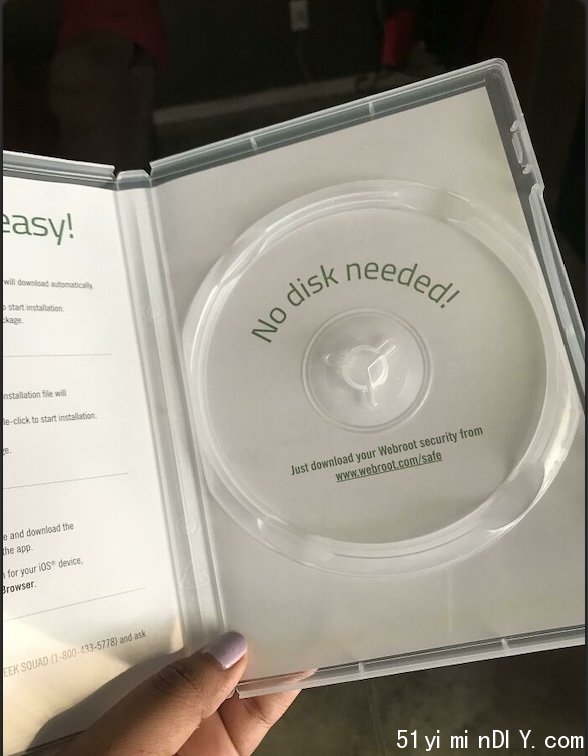 easy!
will download automatically.
to start installation.
ckage.
nstallation file will
le-click to start installation.
ge.
e and download the
the app.
n for your iOS® device.
Browser.
EEK SQUAD (1-800-433-5778) and ask
No disk needed!
Just download your Webroot security from
www.webroot.com/safe
51yiminDIY.com